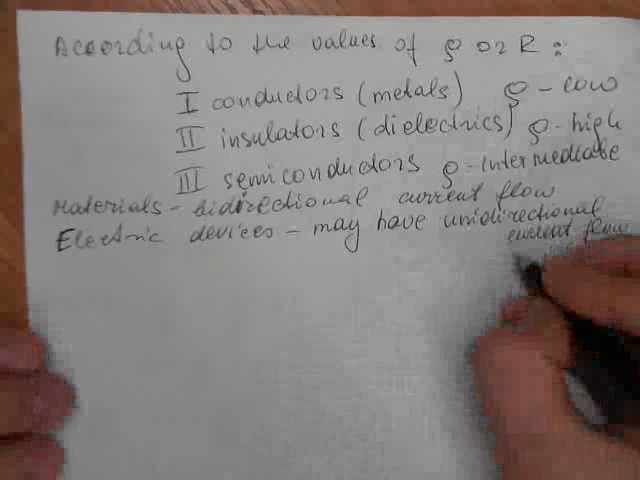 According to the values of ρ or R :
I conductors (metals) ρ - low
II insulators (dielectrics) ρ - high
III semiconductors ρ - intermediate
Materials - bidirectional current flow
Electric devices - may have unidirectional
current flow